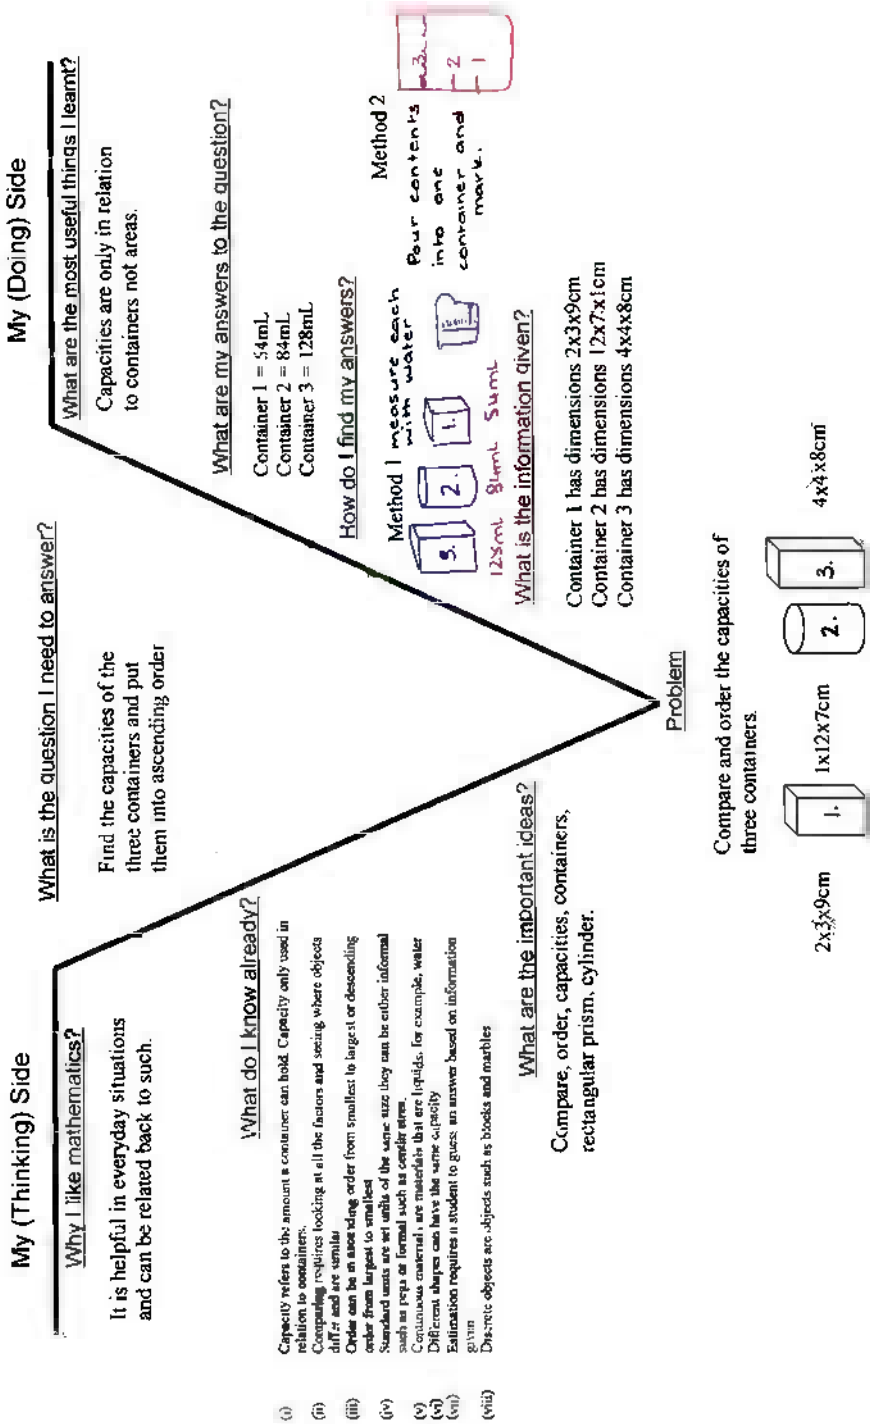 My (Thinking) Side
Why I like mathematics?
It is helpful in everyday situations
and can be related back to such.
What do I know already?
(i) Capacity refers to the amount a container can hold. Capacity only used in
relation to containers.
(ii) Comparing requires looking at all the factors and seeing where objects
differ and are similar
(iii) Order can be in ascending order from smallest to largest or descending
order from largest to smallest
(iv) Standard units are set units of the same size they can be either informal
such as pegs or formal such as
(v) Continuous materials are materials that are liquids, for example, water
(vi) Different shapes can have the same capacity
(vii) Estimation requires a student to guess an answer based on information
given
(viii) Discrete objects are objects such as blocks and marbles
What are the important ideas?
Compare, order, capacities, containers,
rectangular prism, cylinder.
What is the question I need to answer?
Find the capacities of the
three containers and put
them into ascending order
My (Doing) Side
What are the most useful things I learnt?
Capacities are only in relation
to containers not areas.
What are my answers to the question?
Container 1 = 54mL
Container 2 = 84mL
Container 3 = 128mL
How do I find my answers?
Method 1 measure each
with water
3. 2. 1.
128mL 84mL 54mL
Method 2
Pour contents
into one
container and
mark.
3
2
1
What is the information given?
Container 1 has dimensions 2x3x9cm
Container 2 has dimensions 12x7x1cm
Container 3 has dimensions 4x4x8cm
Problem
Compare and order the capacities of
three containers.
2x3x9cm 1. 1x12x7cm 2. 3. 4x4x8cm